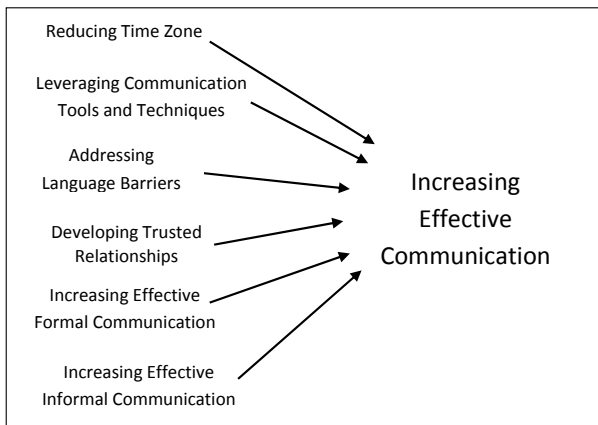 Reducing Time Zone
Leveraging Communication
Tools and Techniques
Addressing
Language Barriers
Developing Trusted
Relationships
Increasing Effective
Formal Communication
Increasing Effective
Informal Communication
Increasing
Effective
Communication